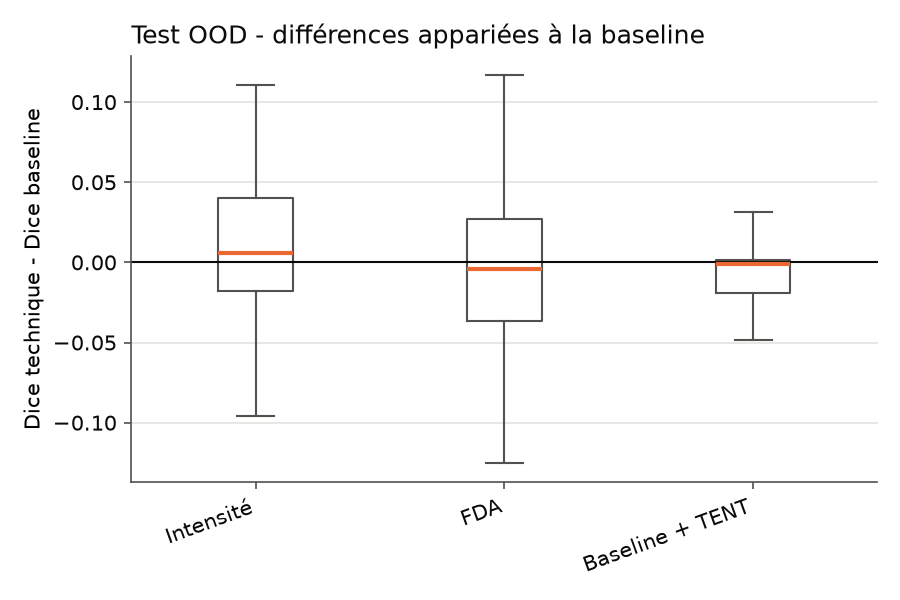 Test OOD - différences appariées à la baseline
Dice technique - Dice baseline
0.10
0.05
0.00
−0.05
−0.10
Intensité
FDA
Baseline + TENT